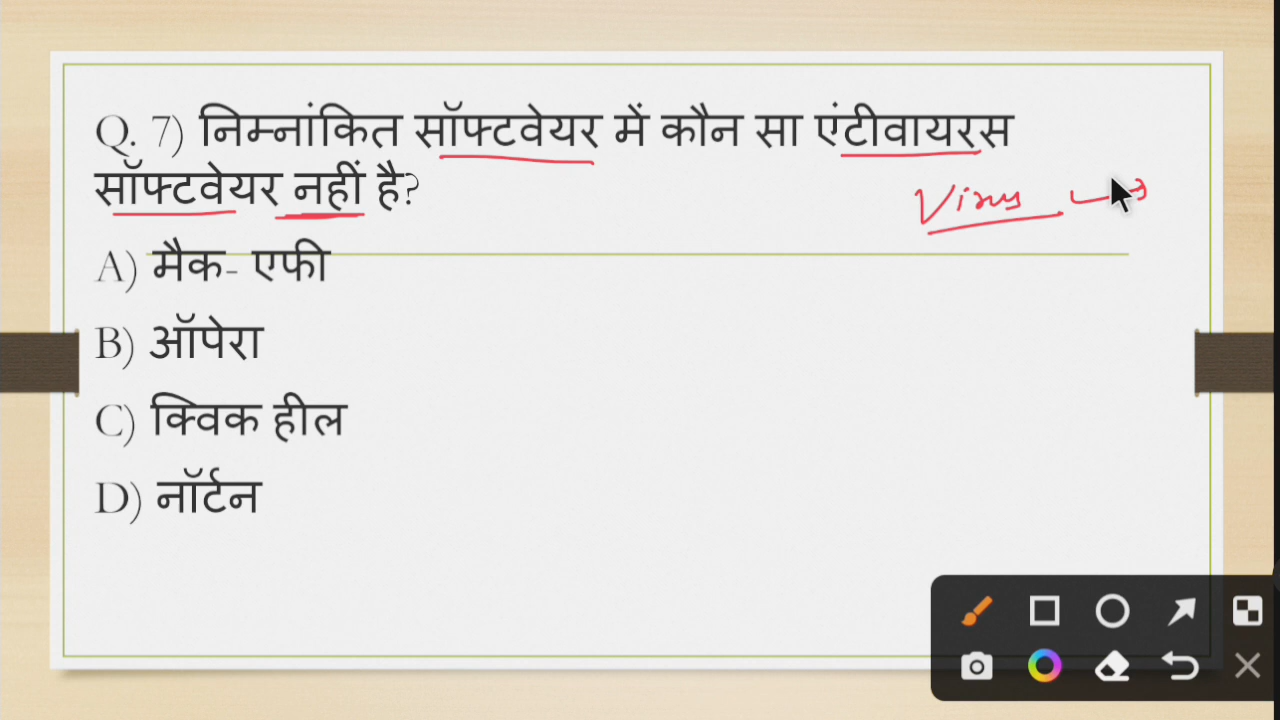 Q. 7) निम्नांकित सॉफ्टवेयर में कौन सा एंटीवायरस
सॉफ्टवेयर नहीं है?
Virus
A) मैक- एफी
B) ऑपेरा
C) क्विक हील
D) नॉर्टन